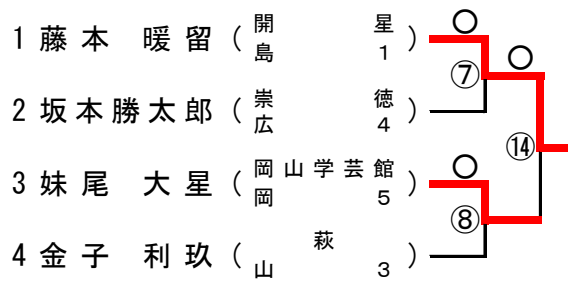 1 藤本 暖留 ( 開星 島1 ) ○
⑦ ○
2 坂本勝太郎 ( 崇徳 広4 )
⑭
3 妹尾 大星 ( 岡山学芸館 岡5 ) ○
⑧
4 金子 利玖 ( 萩 山3 )